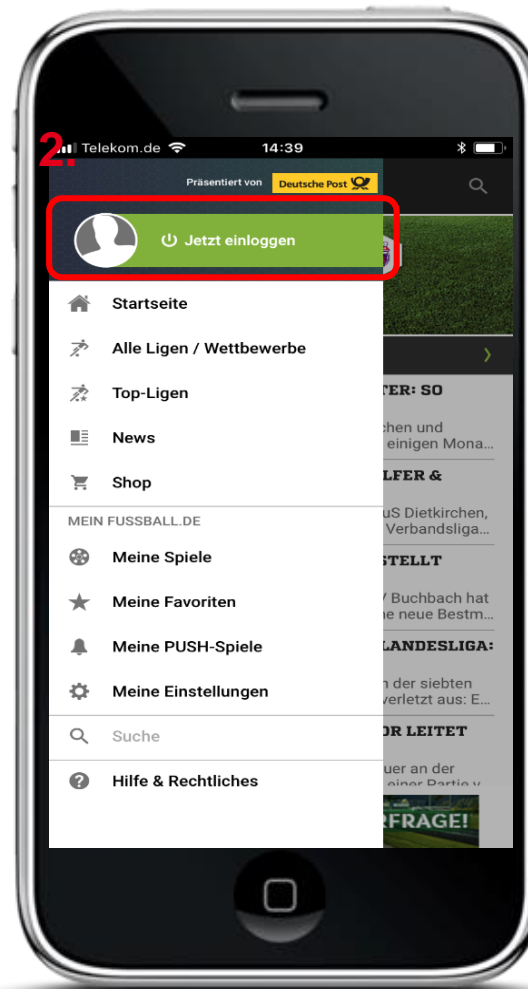 2.
Telekom.de 14:39
Präsentiert von Deutsche Post
Jetzt einloggen
Startseite
Alle Ligen / Wettbewerbe
Top-Ligen
News
Shop
MEIN FUSSBALL.DE
Meine Spiele
Meine Favoriten
Meine PUSH-Spiele
Meine Einstellungen
Suche
Hilfe & Rechtliches
TER: SO
chen und
einigen Mona...
LFER &
uS Dietkirchen,
Verbandsliga...
STELLT
Buchbach hat
ne neue Bestm...
LANDESLIGA:
n der siebten
verletzt aus: E...
OR LEITET
uer an der
einer Partie v
RFRAGE!